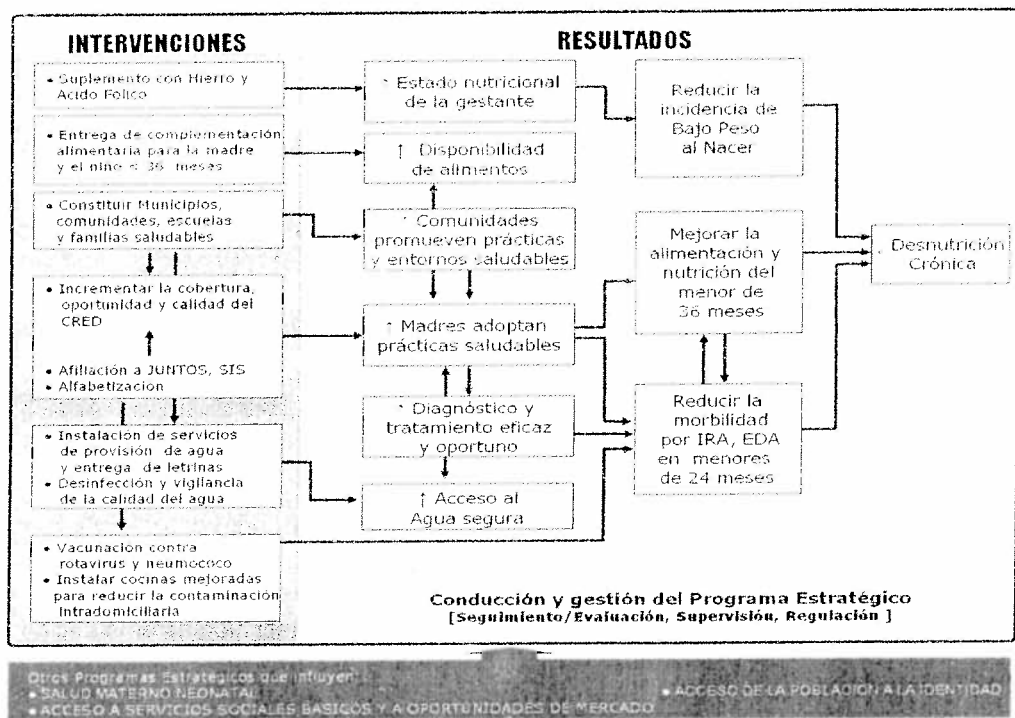 INTERVENCIONES
• Suplemento con Hierro y
Acido Fólico
• Entrega de complementación
alimentaria para la madre
y el niño < 36 meses
• Constituir Municipios,
comunidades, escuelas
y familias saludables
• Incrementar la cobertura,
oportunidad y calidad del
CRED
• Afiliación a JUNTOS, SIS
• Alfabetización
• Instalación de servicios
de provisión de agua
y entrega de letrinas
• Desinfección y vigilancia
de la calidad del agua
• Vacunación contra
rotavirus y neumococo
• Instalar cocinas mejoradas
para reducir la contaminación
Intradomiciliaria
RESULTADOS
↑ Estado nutricional
de la gestante
↑ Disponibilidad
de alimentos
↑ Comunidades
promueven prácticas
y entornos saludables
↑ Madres adoptan
prácticas saludables
↑ Diagnóstico y
tratamiento eficaz
y oportuno
↑ Acceso al
Agua segura
Reducir la
incidencia de
Bajo Peso
al Nacer
Mejorar la
alimentación y
nutrición del
menor de
36 meses
Reducir la
morbilidad
por IRA, EDA
en menores
de 24 meses
Desnutrición
Crónica
Conducción y gestión del Programa Estratégico
[Seguimiento/Evaluación, Supervisión, Regulación ]
Otros Programas Estratégicos que influyen:
• SALUD MATERNO NEONATAL
• ACCESO A SERVICIOS SOCIALES BASICOS Y A OPORTUNIDADES DE MERCADO
• ACCESO DE LA POBLACION A LA IDENTIDAD